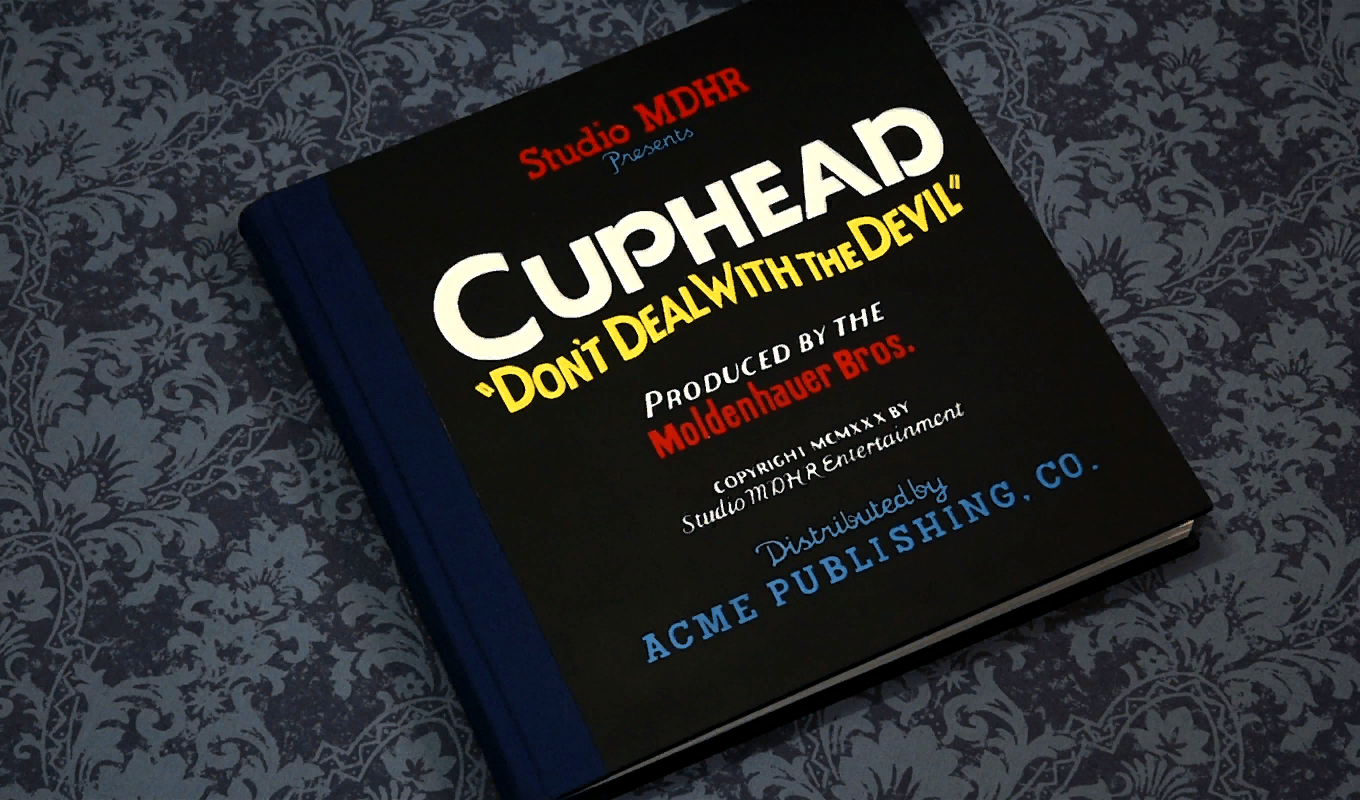 Studio MDHR
Presents
CUPHEAD
"DON'T DEAL WITH THE DEVIL"
PRODUCED BY THE
Moldenhauer Bros.
COPYRIGHT MCMXXX BY
Studio MDHR Entertainment
Distributed by
ACME PUBLISHING, CO.